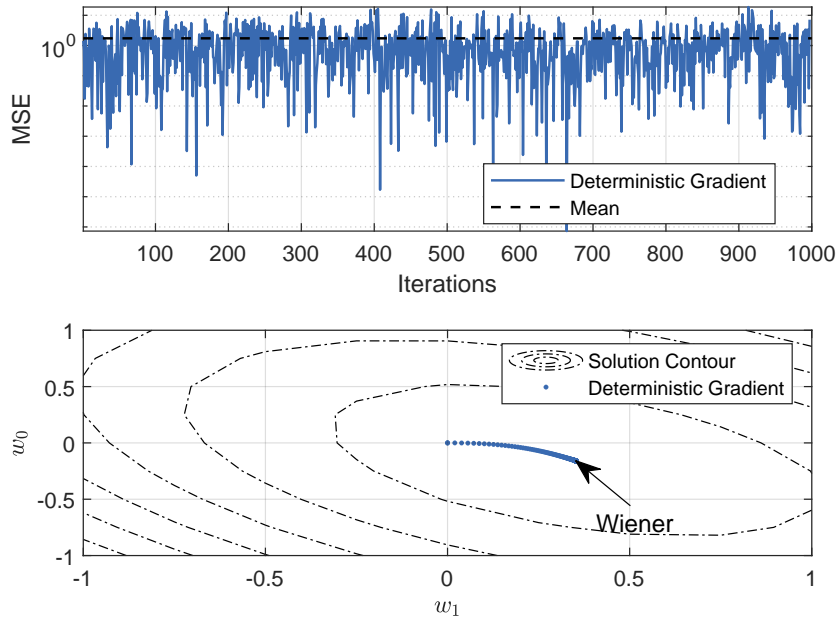 10^0
MSE
Deterministic Gradient
Mean
100 200 300 400 500 600 700 800 900 1000
Iterations
1
0.5
0
-0.5
-1
w_0
Solution Contour
Deterministic Gradient
Wiener
-1 -0.5 0 0.5 1
w_1